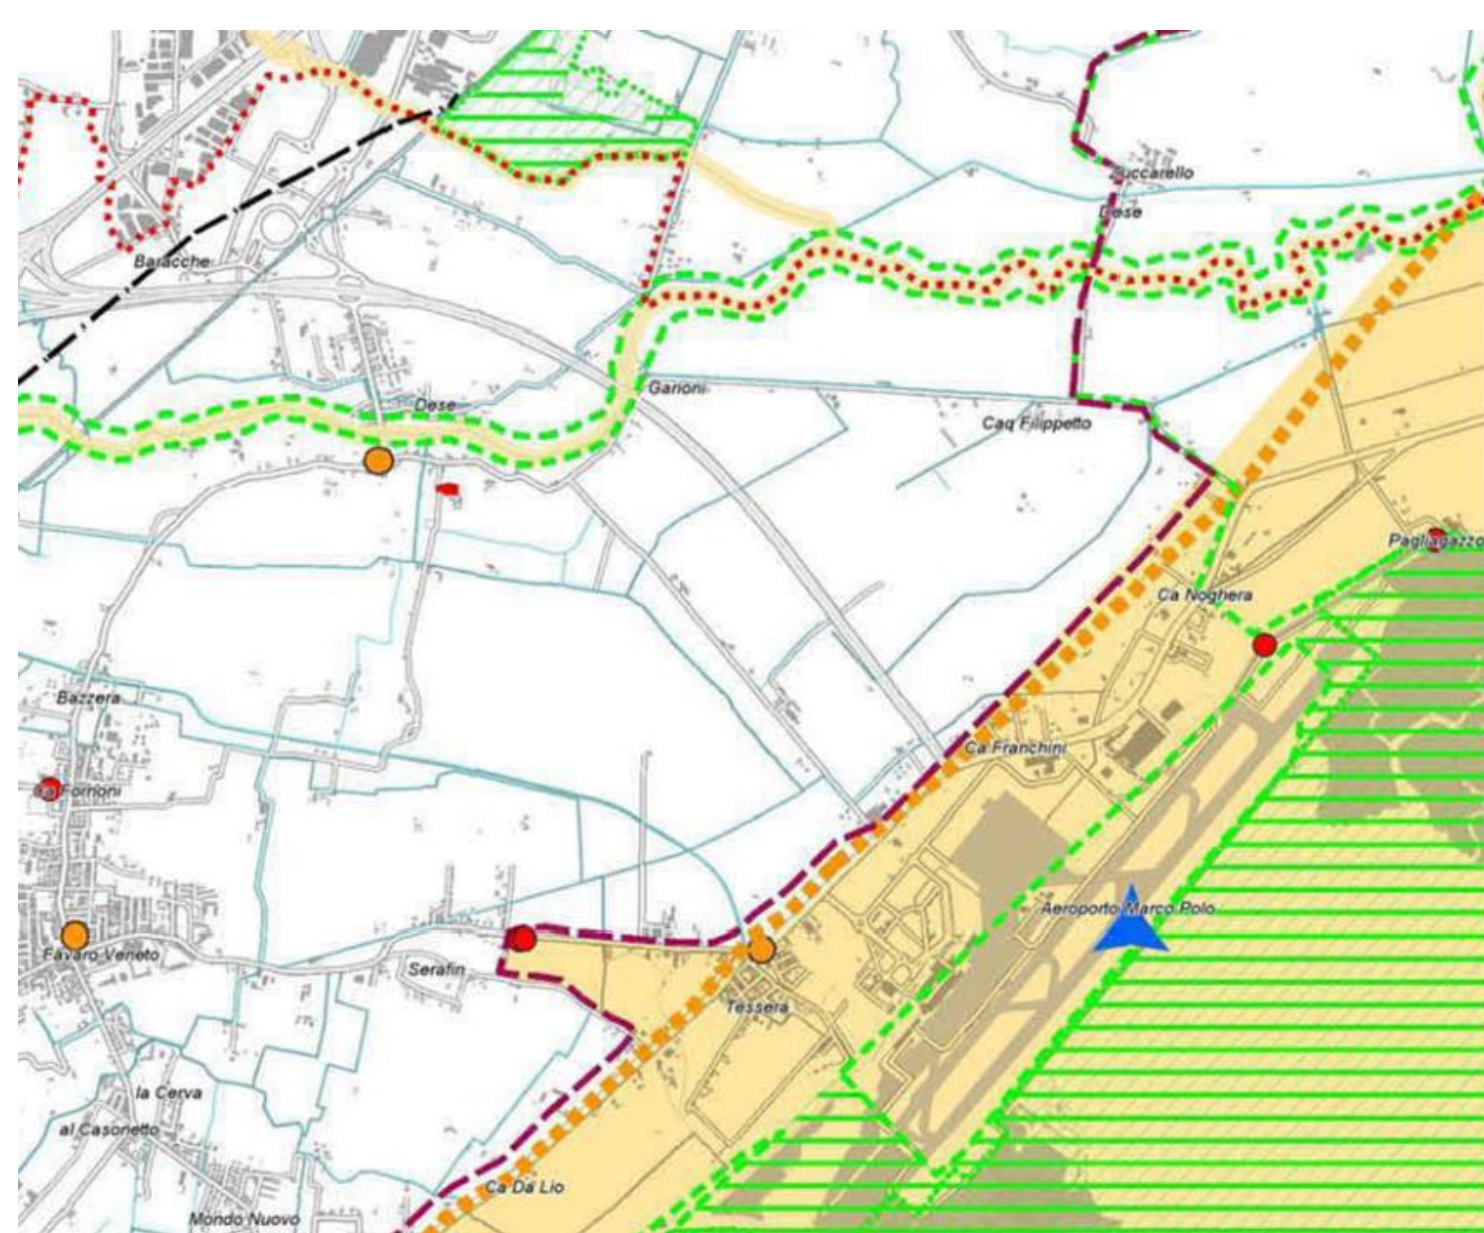 Zuccarello
Dese
Baracche
Garioni
Dese
Caq Filippetto
Pagliagazzo
Ca Noghera
Bazzera
Ca Franchini
Fornoni
Aeroporto Marco Polo
Favaro Veneto
Serafin
Tessera
la Cerva
al Casonetto
Ca Da Lio
Mondo Nuovo